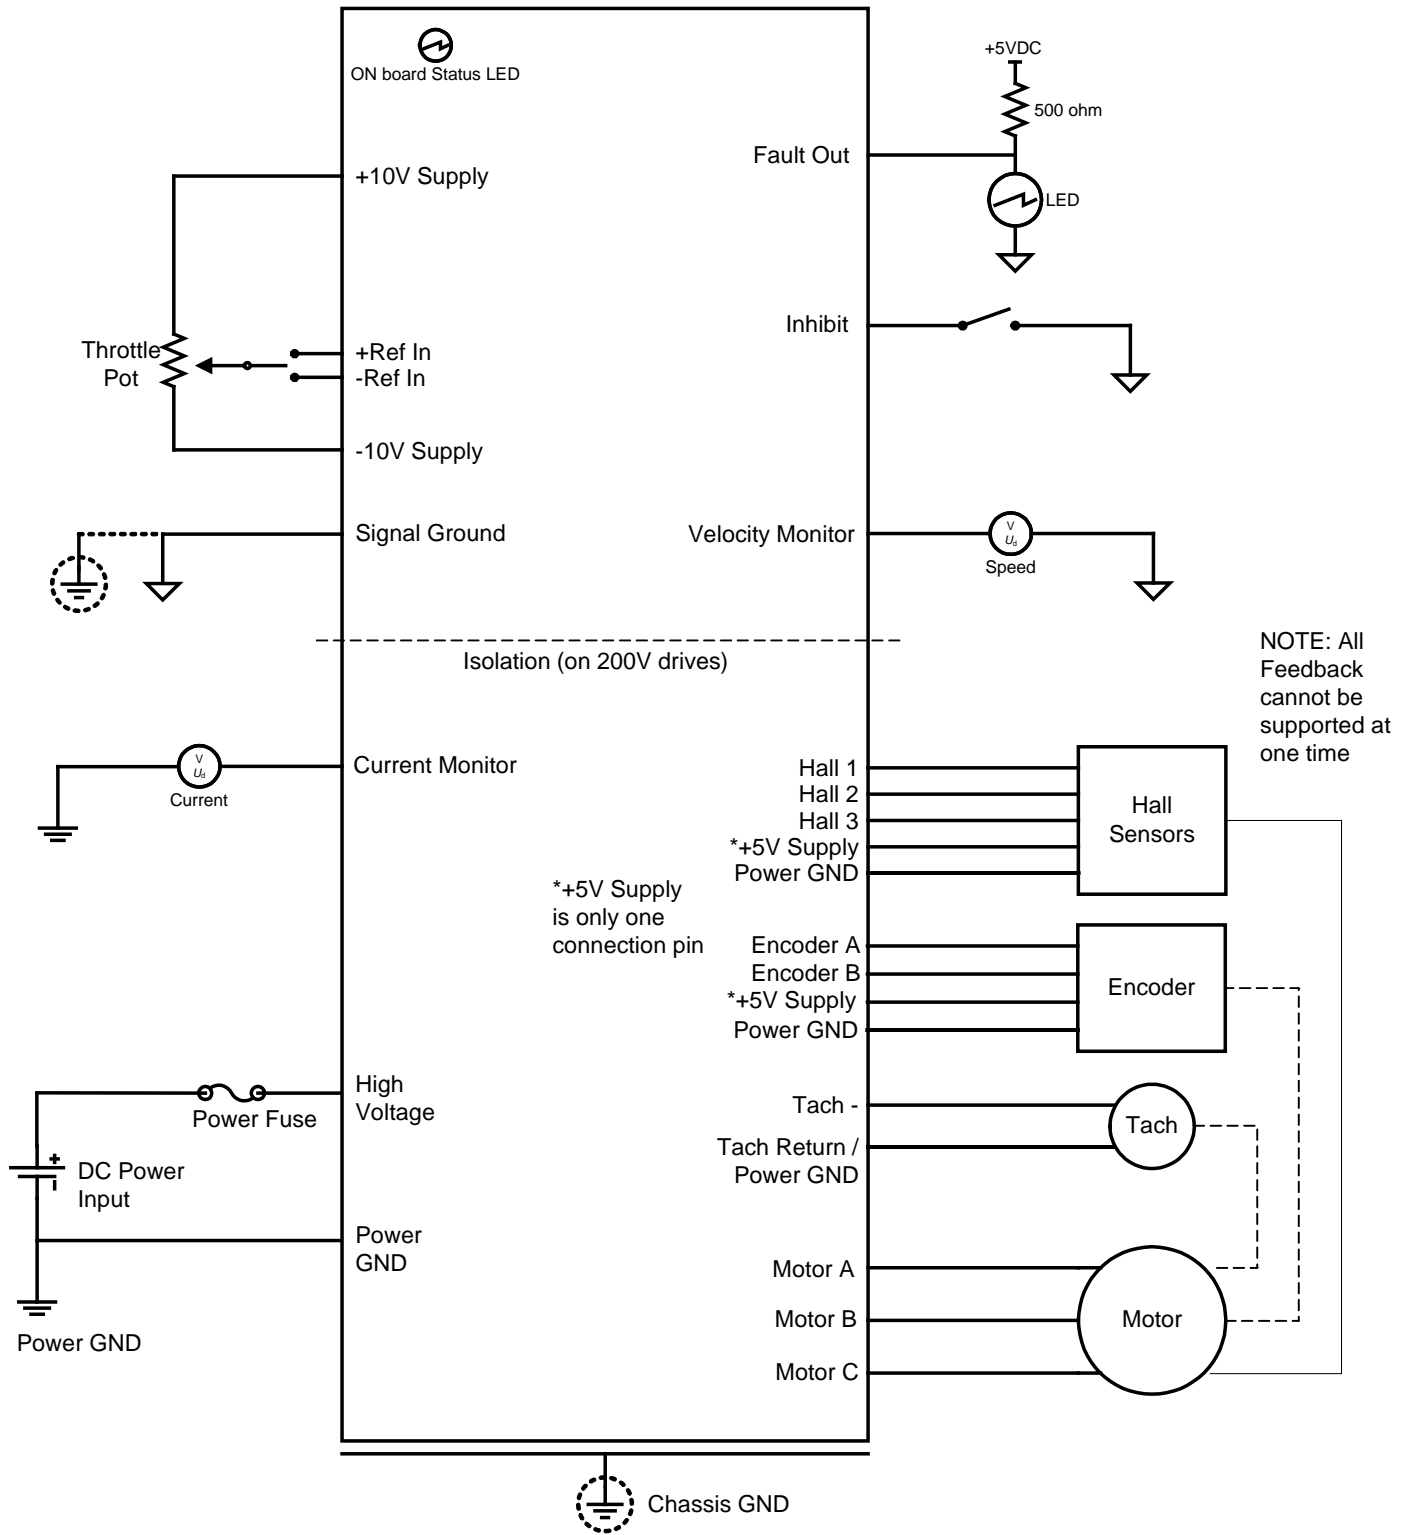 ON board Status LED
+5VDC
500 ohm
Fault Out
LED
+10V Supply
Inhibit
Throttle
Pot
+Ref In
-Ref In
-10V Supply
Signal Ground
Velocity Monitor
V
Ud
Speed
Isolation (on 200V drives)
NOTE: All
Feedback
cannot be
supported at
one time
V
Ud
Current
Current Monitor
Hall 1
Hall 2
Hall 3
*+5V Supply
Power GND
Hall
Sensors
*+5V Supply
is only one
connection pin
Encoder A
Encoder B
*+5V Supply
Power GND
Encoder
High
Voltage
Power Fuse
Tach -
Tach Return /
Power GND
Tach
+
-
DC Power
Input
Power
GND
Power GND
Motor A
Motor B
Motor C
Motor
Chassis GND